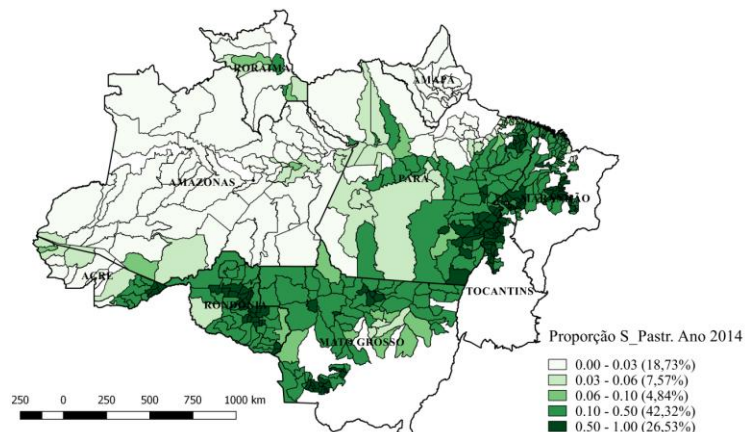 RORAIMA
AMAPÁ
AMAZONAS
PARÁ
MARANHÃO
ACRE
TOCANTINS
RONDÔNIA
MATO GROSSO
Proporção S_Pastr. Ano 2014
0.00 - 0.03 (18,73%)
0.03 - 0.06 (7,57%)
0.06 - 0.10 (4,84%)
0.10 - 0.50 (42,32%)
0.50 - 1.00 (26,53%)
250 0 250 500 750 1000 km